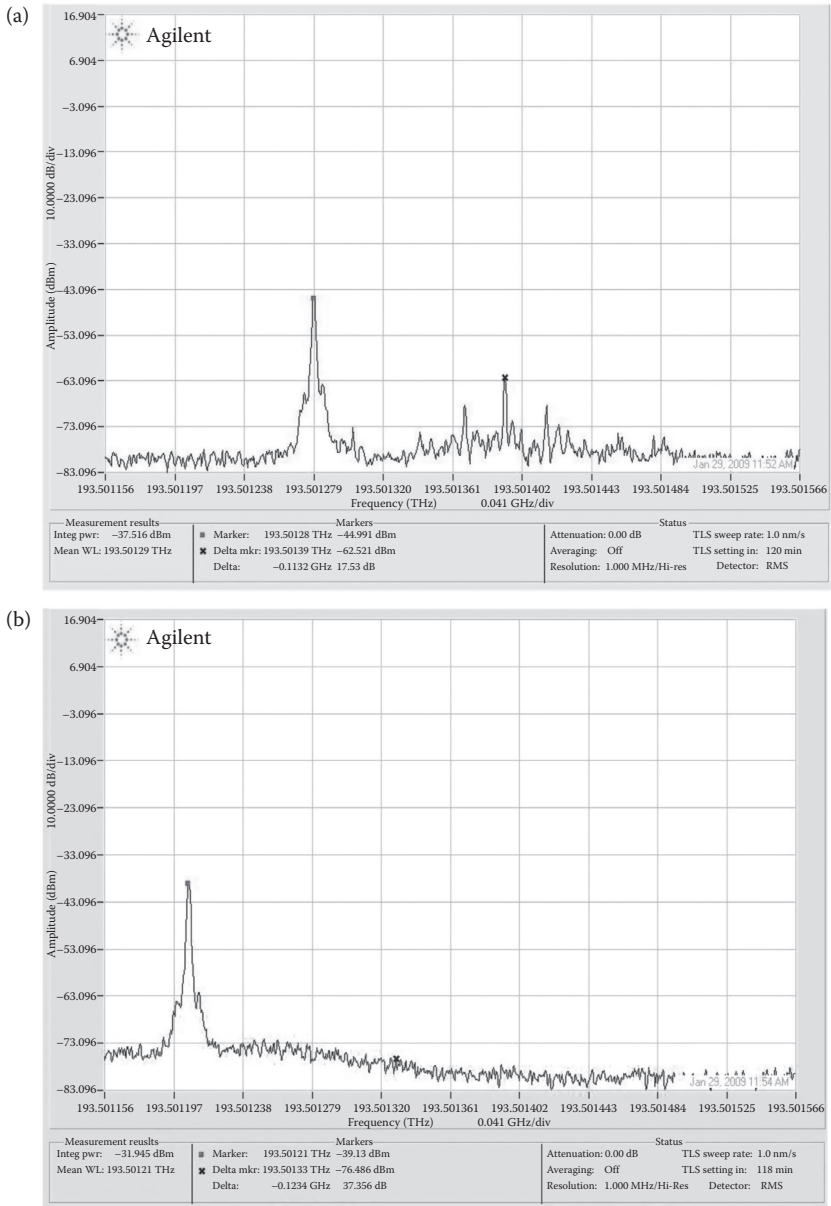 (a)
16.904
Agilent
6.904
−3.096
−13.096
−23.096
−33.096
−43.096
−53.096
−63.096
−73.096
−83.096
10.0000 dB/div
Amplitude (dBm)
Jan 29, 2009 11:52 AM
193.501156 193.501197 193.501238 193.501279 193.501320 193.501361 193.501402 193.501443 193.501484 193.501525 193.501566
Frequency (THz) 0.041 GHz/div
Measurement results
Integ pwr: −37.516 dBm
Mean WL: 193.50129 THz
Markers
Marker: 193.50128 THz −44.991 dBm
Delta mkr: 193.50139 THz −62.521 dBm
Delta: −0.1132 GHz 17.53 dB
Status
Attenuation: 0.00 dB TLS sweep rate: 1.0 nm/s
Averaging: Off TLS setting in: 120 min
Resolution: 1.000 MHz/Hi-res Detector: RMS
(b)
16.904
Agilent
6.904
−3.096
−13.096
−23.096
−33.096
−43.096
−53.096
−63.096
−73.096
−83.096
10.0000 dB/div
Amplitude (dBm)
Jan 29, 2009 11:54 AM
193.501156 193.501197 193.501238 193.501279 193.501320 193.501361 193.501402 193.501443 193.501484 193.501525 193.501566
Frequency (THz) 0.041 GHz/div
Measurement reuslts
Integ pwr: −31.945 dBm
Mean WL: 193.50121 THz
Markers
Marker: 193.50121 THz −39.13 dBm
Delta mkr: 193.50133 THz −76.486 dBm
Delta: −0.1234 GHz 37.356 dB
Status
Attenuation: 0.00 dB TLS sweep rate: 1.0 nm/s
Averaging: Off TLS setting in: 118 min
Resolution: 1.000 MHz/Hi-Res Detector: RMS